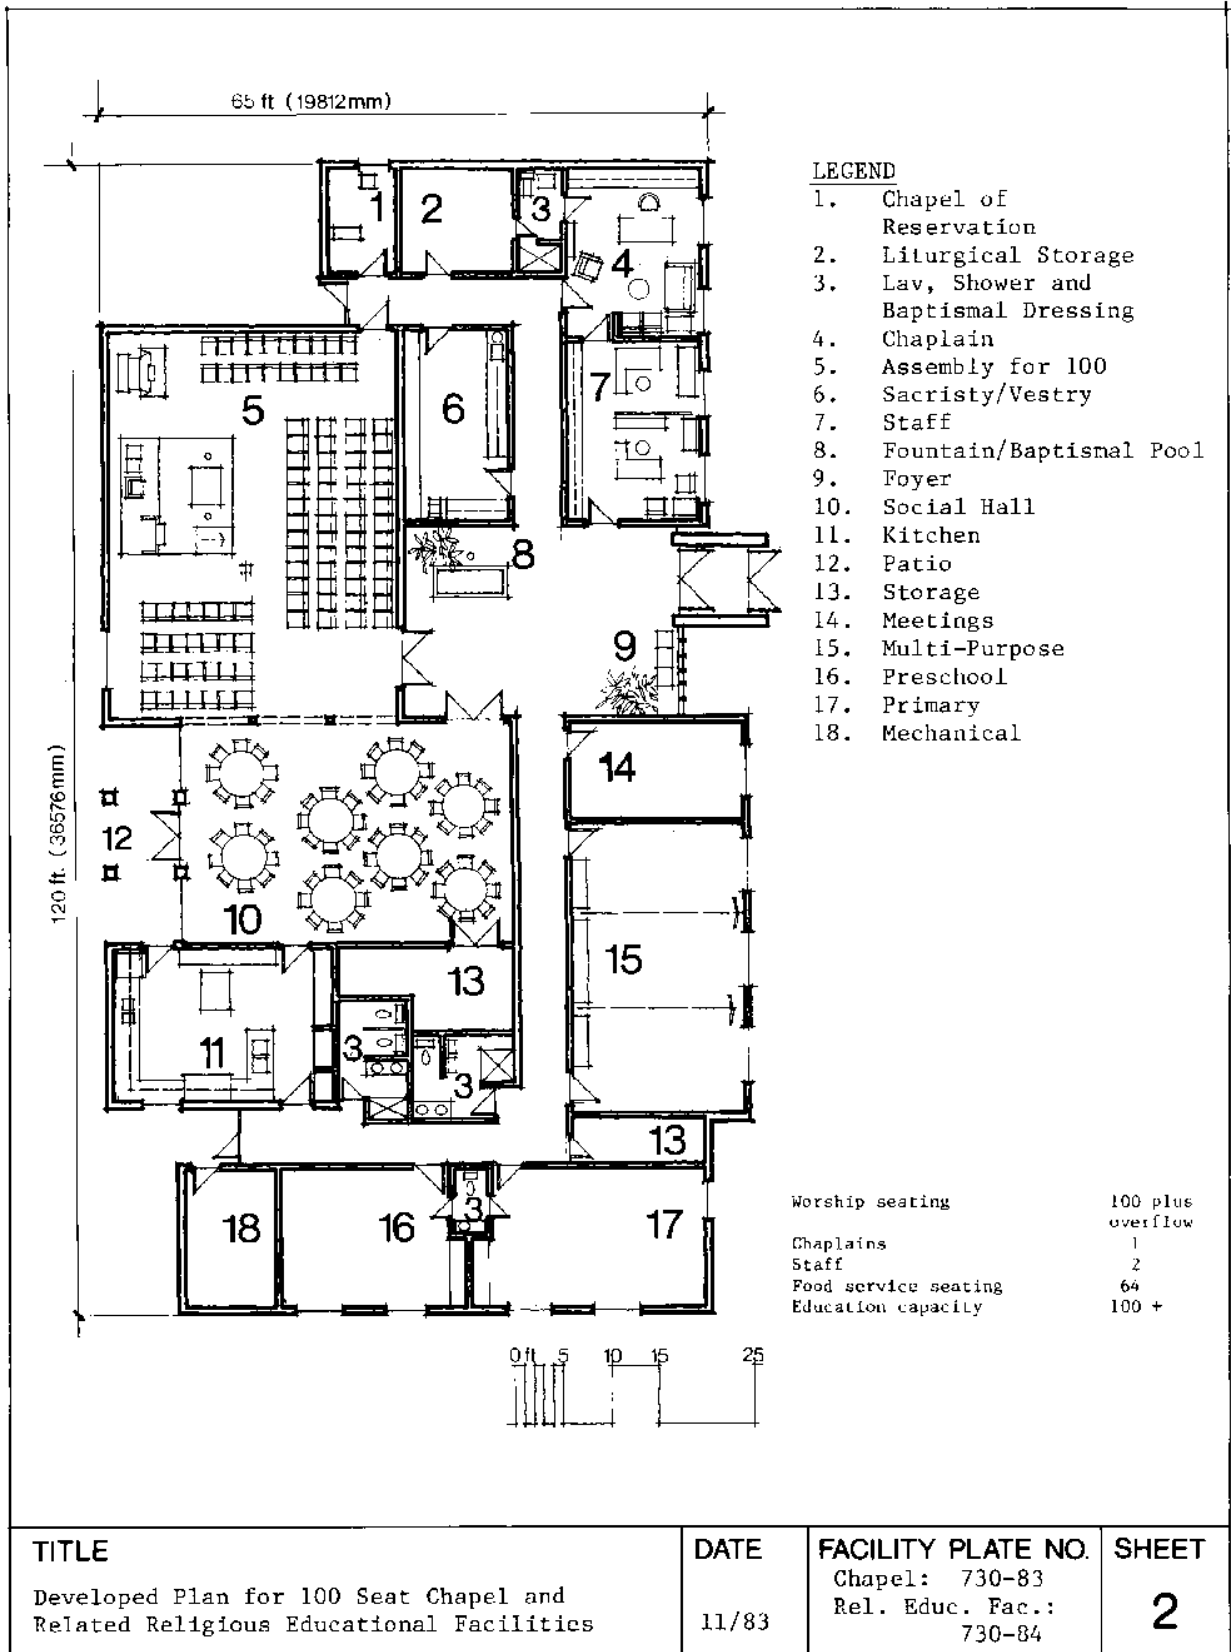 65 ft (19812mm)
120 ft. (36576mm)
1
2
3
4
5
6
7
8
9
10
11
12
13
14
15
3
3
13
16
3
17
18
LEGEND
1. Chapel of
Reservation
2. Liturgical Storage
3. Lav, Shower and
Baptismal Dressing
4. Chaplain
5. Assembly for 100
6. Sacristy/Vestry
7. Staff
8. Fountain/Baptismal Pool
9. Foyer
10. Social Hall
11. Kitchen
12. Patio
13. Storage
14. Meetings
15. Multi-Purpose
16. Preschool
17. Primary
18. Mechanical
Worship seating 100 plus
overflow
Chaplains 1
Staff 2
Food service seating 64
Education capacity 100 +
0 ft 5 10 15 25
TITLE
Developed Plan for 100 Seat Chapel and
Related Religious Educational Facilities
DATE
11/83
FACILITY PLATE NO.
Chapel: 730-83
Rel. Educ. Fac.:
730-84
SHEET
2